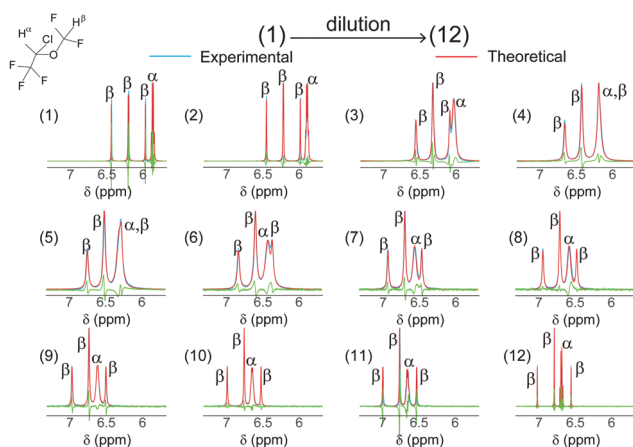 Hα
F
Hβ
Cl
F
O
F
F
F
(1) dilution (12)
Experimental
Theoretical
(1) β β β α
(2) β β β α
(3) β β β α
(4) β β α,β
7 6.5 6
7 6.5 6
7 6.5 6
7 6.5 6
δ (ppm)
δ (ppm)
δ (ppm)
δ (ppm)
(5) β β α,β
(6) β β α β
(7) β β α β
(8) β β α β
7 6.5 6
7 6.5 6
7 6.5 6
7 6.5 6
δ (ppm)
δ (ppm)
δ (ppm)
δ (ppm)
(9) β β α β
(10) β β α β
(11) β β α β
(12) β β α β
7 6.5 6
7 6.5 6
7 6.5 6
7 6.5 6
δ (ppm)
δ (ppm)
δ (ppm)
δ (ppm)